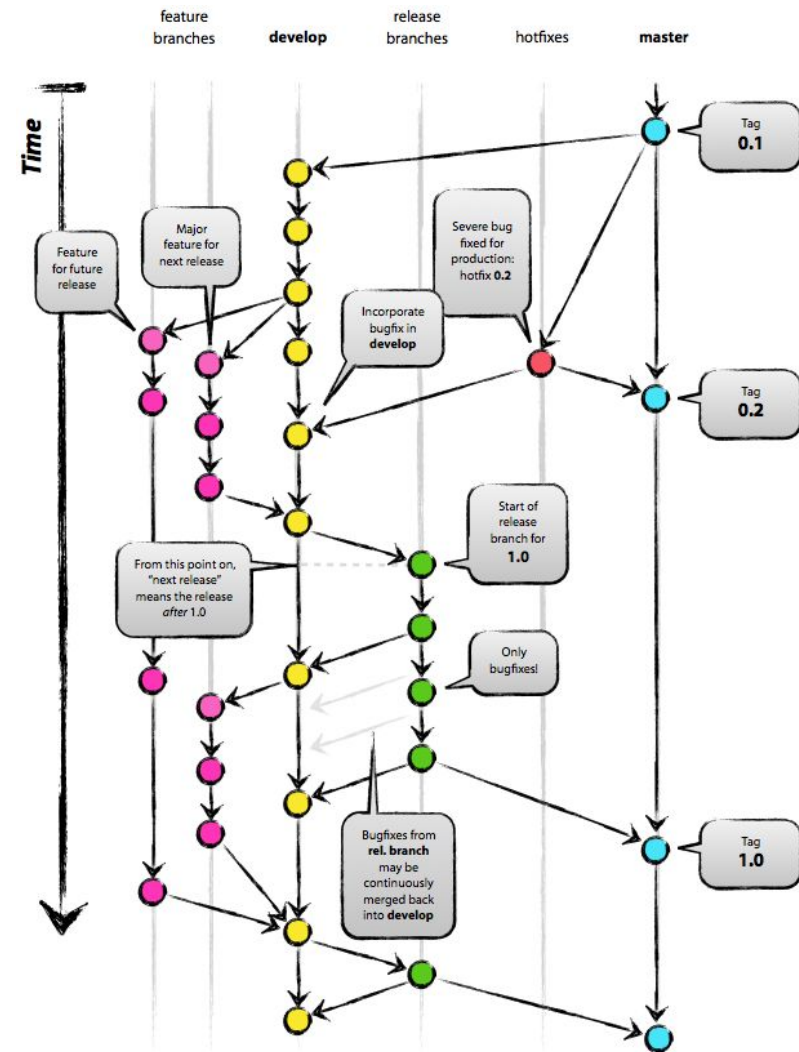 feature
branches
develop
release
branches
hotfixes
master
Time
Tag
0.1
Major
feature for
next release
Severe bug
fixed for
production:
hotfix 0.2
Feature
for future
release
Incorporate
bugfix in
develop
Tag
0.2
Start of
release
branch for
1.0
From this point on,
“next release”
means the release
after 1.0
Only
bugfixes!
Bugfixes from
rel. branch
may be
continuously
merged back
into develop
Tag
1.0